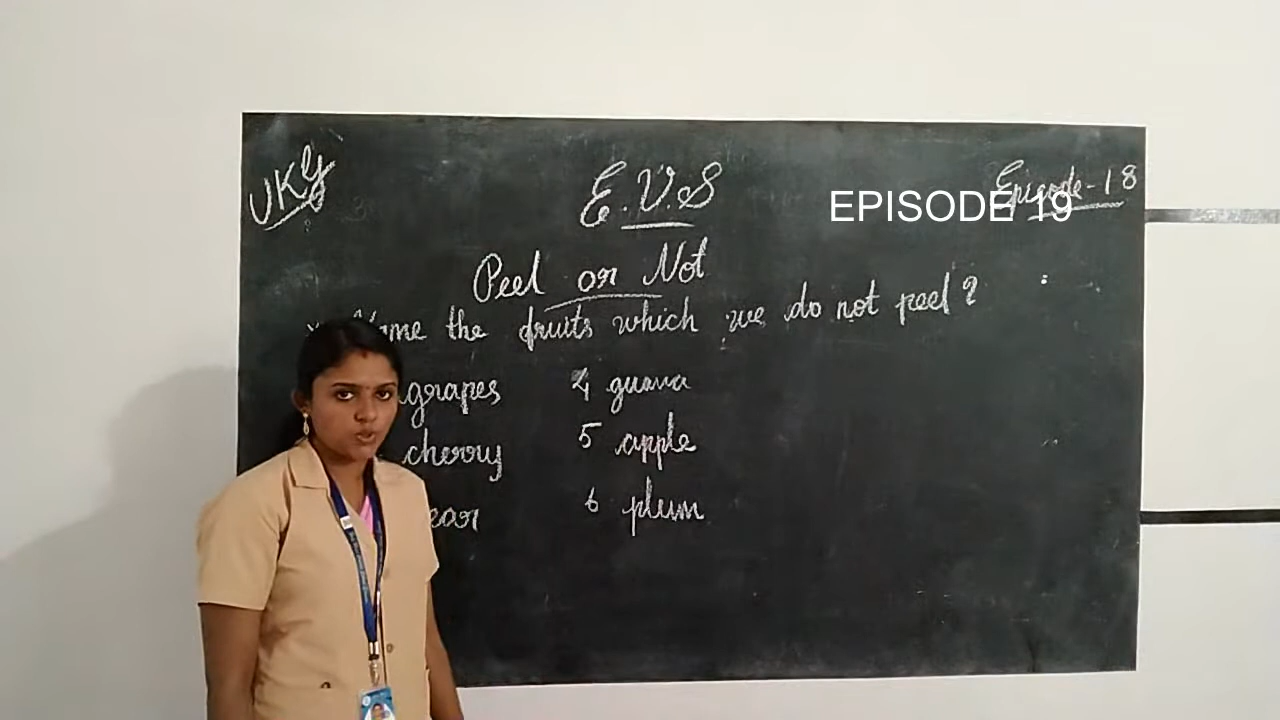 UKG
E.V.S
Episode-18
EPISODE 19
Peel or Not
Name the fruits which we do not peel?
grapes
4 guava
cherry
5 apple
ear
6 plum